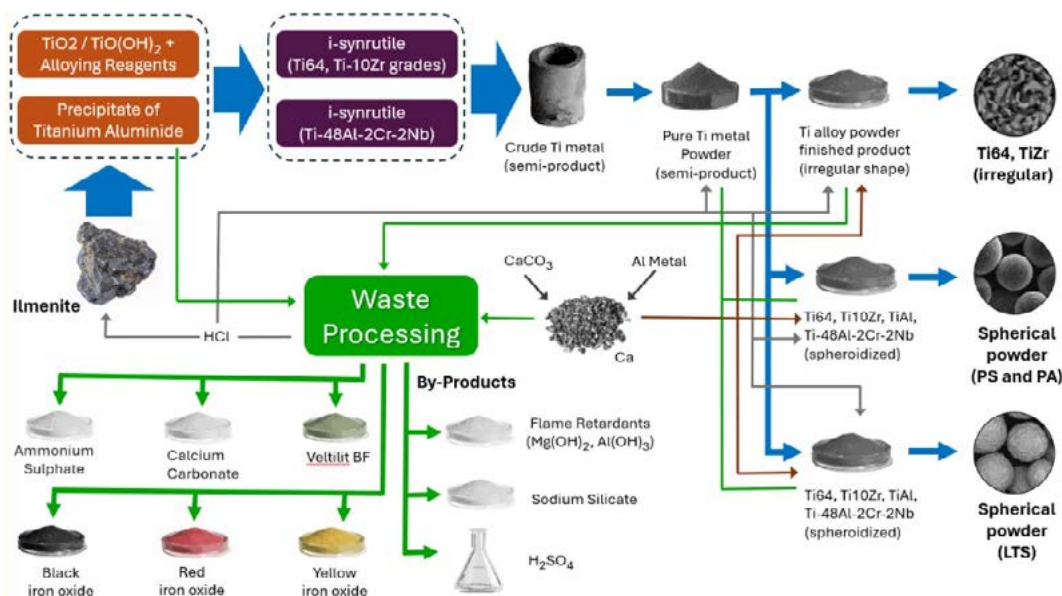 TiO2 / TiO(OH)₂ +
Alloying Reagents
Precipitate of
Titanium Aluminide
i-synrutile
(Ti64, Ti-10Zr grades)
i-synrutile
(Ti-48Al-2Cr-2Nb)
Crude Ti metal
(semi-product)
Pure Ti metal
Powder
(semi-product)
Ti alloy powder
finished product
(irregular shape)
Ti64, TiZr
(irregular)
Ilmenite
HCl
Waste
Processing
CaCO₃
Al Metal
Ca
Ti64, Ti10Zr, TiAl,
Ti-48Al-2Cr-2Nb
(spheroidized)
Spherical
powder
(PS and PA)
By-Products
Ammonium
Sulphate
Calcium
Carbonate
Veltilit BF
Flame Retardants
(Mg(OH)₂, Al(OH)₃)
Sodium Silicate
H₂SO₄
Black
iron oxide
Red
iron oxide
Yellow
iron oxide
Ti64, Ti10Zr, TiAl,
Ti-48Al-2Cr-2Nb
(spheroidized)
Spherical
powder
(LTS)